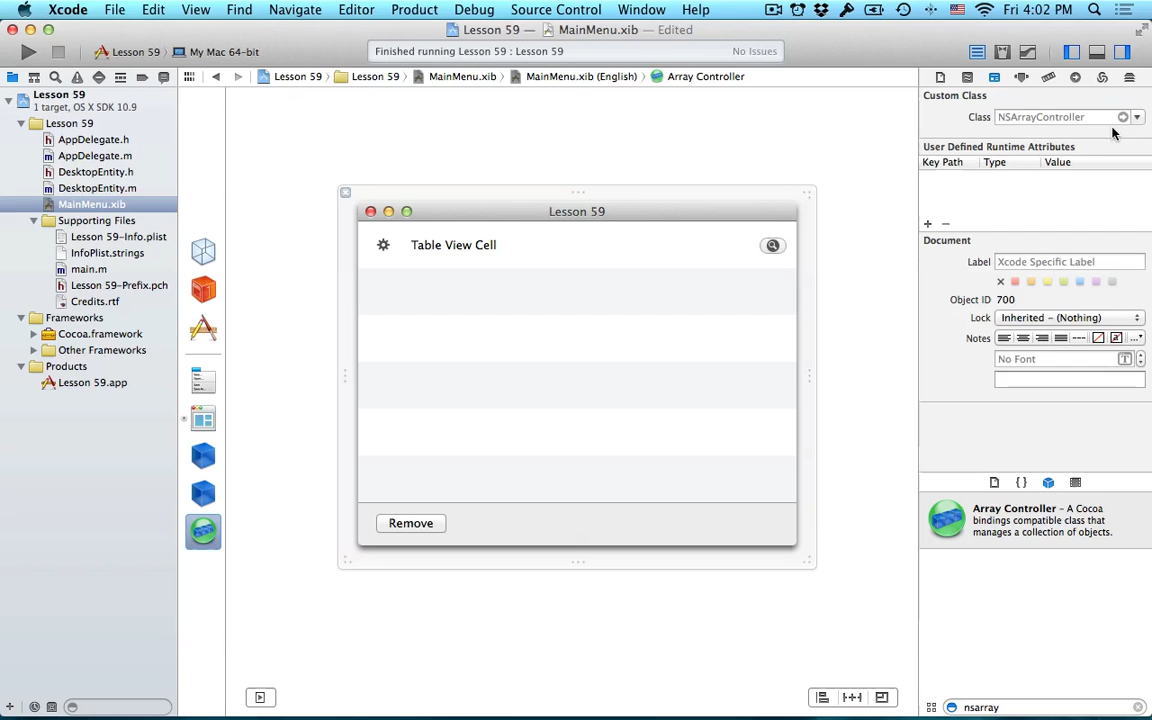 Xcode File Edit View Find Navigate Editor Product Debug Source Control Window Help Fri 4:02 PM
Lesson 59 — MainMenu.xib — Edited
Lesson 59 My Mac 64-bit Finished running Lesson 59 : Lesson 59 No Issues
Lesson 59 Lesson 59 MainMenu.xib MainMenu.xib (English) Array Controller
Lesson 59
1 target, OS X SDK 10.9
Lesson 59
AppDelegate.h
AppDelegate.m
DesktopEntity.h
DesktopEntity.m
MainMenu.xib
Supporting Files
Lesson 59-Info.plist
InfoPlist.strings
main.m
Lesson 59-Prefix.pch
Credits.rtf
Frameworks
Cocoa.framework
Other Frameworks
Products
Lesson 59.app
Lesson 59
Table View Cell
Remove
Custom Class
Class NSArrayController
User Defined Runtime Attributes
Key Path Type Value
Document
Label Xcode Specific Label
Object ID 700
Lock Inherited - (Nothing)
Notes
No Font
Array Controller - A Cocoa
bindings compatible class that
manages a collection of objects.
nsarray